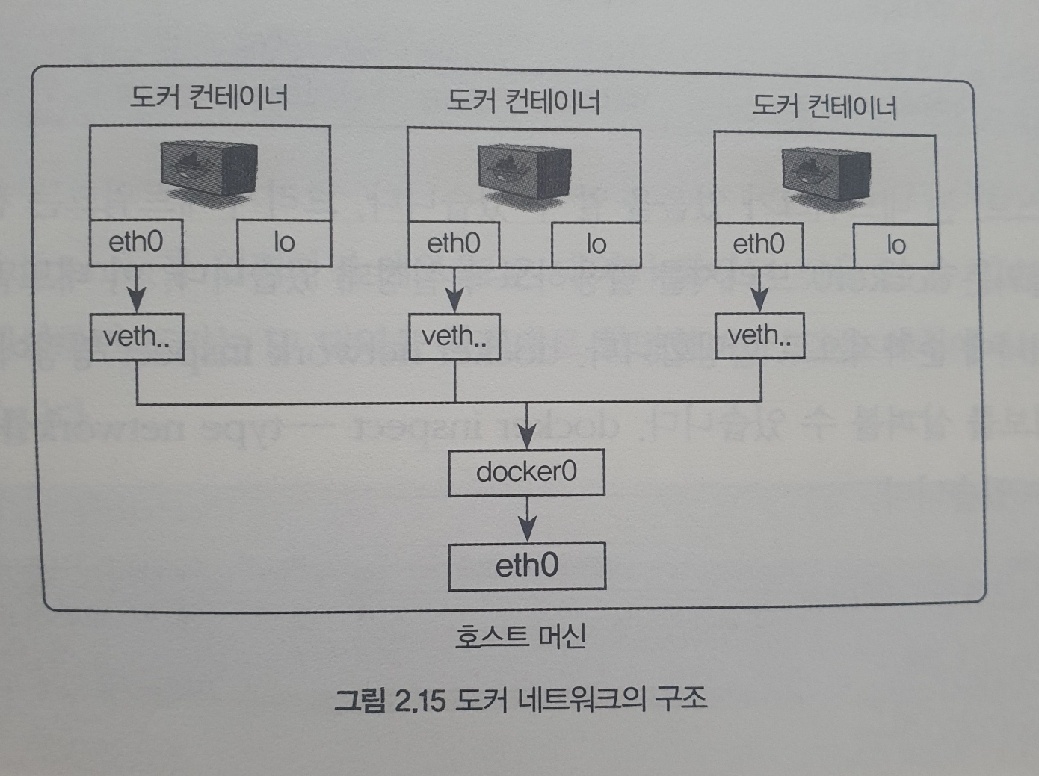 도커 컨테이너
도커 컨테이너
도커 컨테이너
eth0 lo
eth0 lo
eth0 lo
veth..
veth..
veth..
docker0
eth0
호스트 머신
그림 2.15 도커 네트워크의 구조